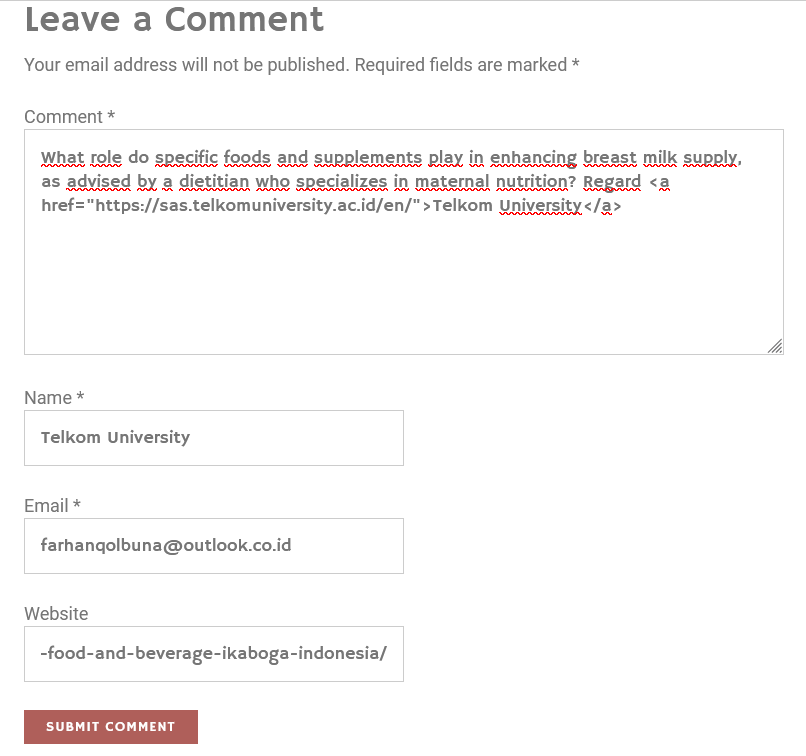 Leave a Comment
Your email address will not be published. Required fields are marked *
Comment *
What role do specific foods and supplements play in enhancing breast milk supply,
as advised by a dietitian who specializes in maternal nutrition? Regard <a
href="https://sas.telkomuniversity.ac.id/en/">Telkom University</a>
Name *
Telkom University
Email *
farhanqolbuna@outlook.co.id
Website
-food-and-beverage-ikaboga-indonesia/
SUBMIT COMMENT